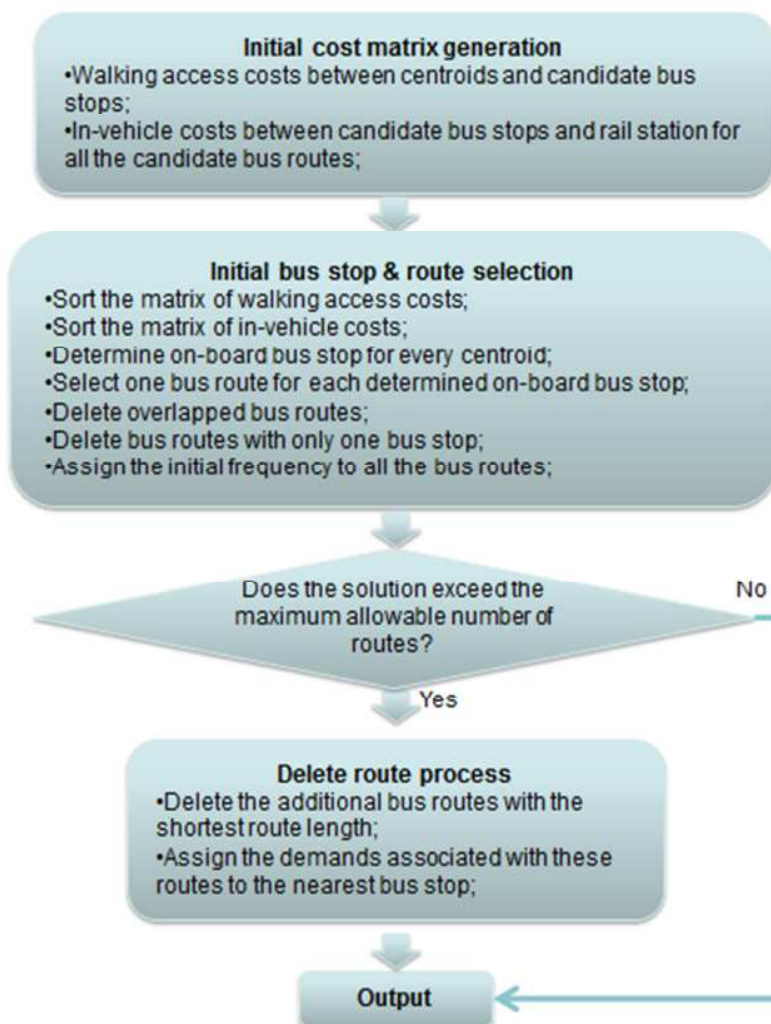 Initial cost matrix generation
•Walking access costs between centroids and candidate bus
stops;
•In-vehicle costs between candidate bus stops and rail station for
all the candidate bus routes;
Initial bus stop & route selection
•Sort the matrix of walking access costs;
•Sort the matrix of in-vehicle costs;
•Determine on-board bus stop for every centroid;
•Select one bus route for each determined on-board bus stop;
•Delete overlapped bus routes;
•Delete bus routes with only one bus stop;
•Assign the initial frequency to all the bus routes;
Does the solution exceed the
maximum allowable number of
routes?
No
Yes
Delete route process
•Delete the additional bus routes with the
shortest route length;
•Assign the demands associated with these
routes to the nearest bus stop;
Output